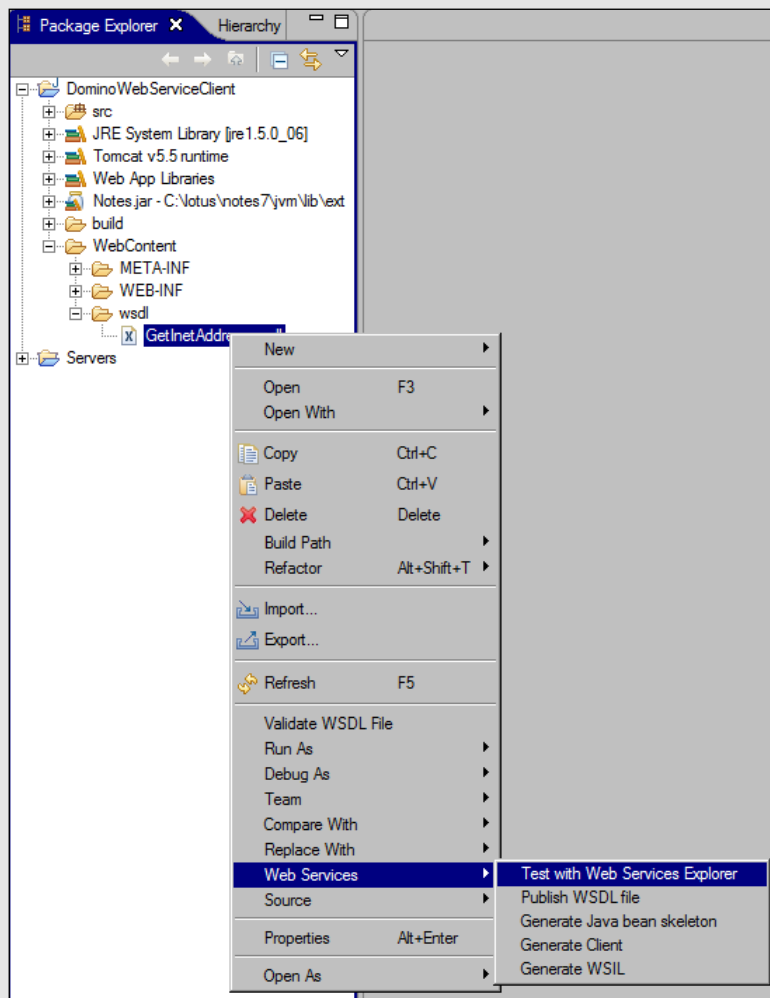 Package Explorer Hierarchy
DominoWebServiceClient
src
JRE System Library [jre1.5.0_06]
Tomcat v5.5 runtime
Web App Libraries
Notes.jar - C:\lotus\notes7\jvm\lib\ext
build
WebContent
META-INF
WEB-INF
wsdl
Servers
New
Open F3
Open With
Copy Ctrl+C
Paste Ctrl+V
Delete Delete
Build Path
Refactor Alt+Shift+T
Import...
Export...
Refresh F5
Validate WSDL File
Run As
Debug As
Team
Compare With
Replace With
Web Services
Source
Properties Alt+Enter
Open As
Test with Web Services Explorer
Publish WSDL file
Generate Java bean skeleton
Generate Client
Generate WSIL